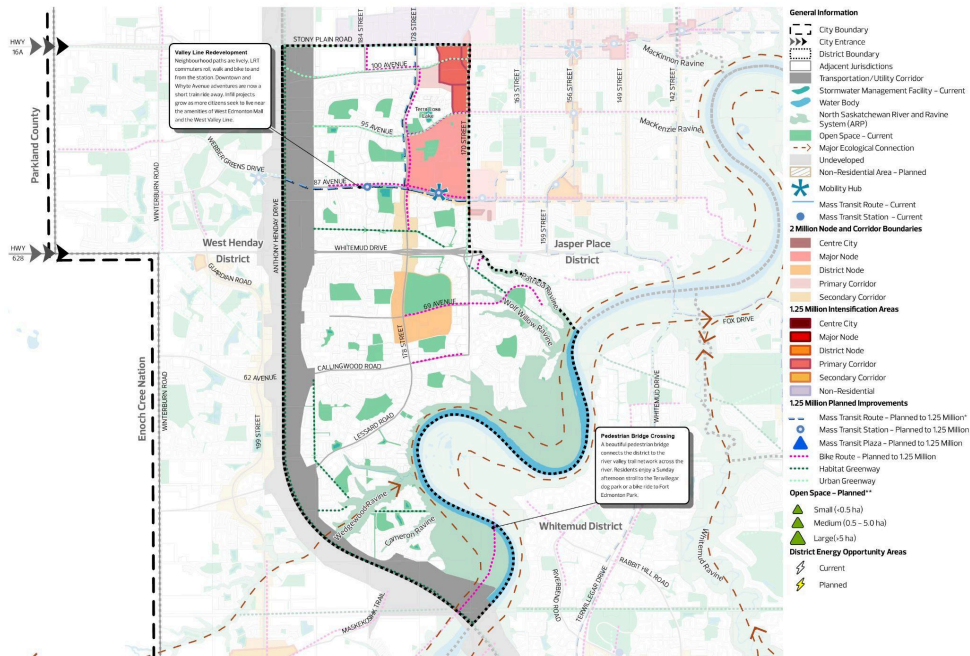 General Information
City Boundary
City Entrance
District Boundary
Adjacent Jurisdictions
Transportation/Utility Corridor
Stormwater Management Facility – Current
Water Body
North Saskatchewan River and Ravine
System (ARP)
Open Space – Current
Major Ecological Connection
Undeveloped
Non-Residential Area – Planned
Mobility Hub
Mass Transit Route – Current
Mass Transit Station – Current
2 Million Node and Corridor Boundaries
Centre City
Major Node
District Node
Primary Corridor
Secondary Corridor
1.25 Million Intensification Areas
Centre City
Major Node
District Node
Primary Corridor
Secondary Corridor
Non-Residential
1.25 Million Planned Improvements
Mass Transit Route – Planned to 1.25 Million*
Mass Transit Station – Planned to 1.25 Million
Mass Transit Plaza – Planned to 1.25 Million
Bike Route – Planned to 1.25 Million
Habitat Greenway
Urban Greenway
Open Space – Planned**
Small (<0.5 ha)
Medium (0.5 – 5.0 ha)
Large(>5 ha)
District Energy Opportunity Areas
Current
Planned
Valley Line Redevelopment
Neighbourhood paths are lively. LRT
commuters roll, walk and bike to and
from the station. Downtown and
Whyte Avenue adventures are now a
short train ride away. Infill projects
grow as more citizens seek to live near
the amenities of West Edmonton Mall
and the West Valley Line.
Pedestrian Bridge Crossing
A beautiful pedestrian bridge
connects the district to the
river valley trail network across the
river. Residents enjoy a Sunday
afternoon stroll to the Terwillegar
dog park or a bike ride to Fort
Edmonton Park.
HWY
16A
HWY
628
Parkland County
Enoch Cree Nation
STONY PLAIN ROAD
184 STREET
178 STREET
100 AVENUE
95 AVENUE
87 AVENUE
Terra Losa
Lake
170 STREET
163 STREET
156 STREET
149 STREET
142 STREET
159 STREET
MacKinnon Ravine
MacKenzie Ravine
WEBBER GREENS DRIVE
WINTERBURN ROAD
WINTERBURN ROAD
ANTHONY HENDAY DRIVE
West Henday
District
GUARDIAN ROAD
WHITEMUD DRIVE
Jasper Place
District
Patricia Ravine
Wolf Willow Ravine
69 AVENUE
178 STREET
62 AVENUE
199 STREET
CALLINGWOOD ROAD
LESSARD ROAD
FOX DRIVE
WHITEMUD DRIVE
Wedgewood Ravine
Cameron Ravine
Whitemud District
MASKEKOSIHK TRAIL
RIVERBEND ROAD
TERWILLEGAR DRIVE
RABBIT HILL ROAD
Whitemud Ravine